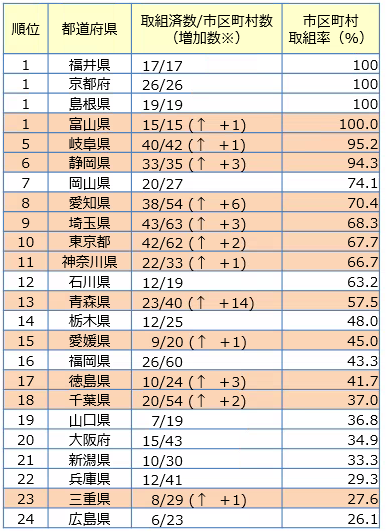 順位 都道府県 取組済数/市区町村数 市区町村
（増加数※） 取組率（%）
1 福井県 17/17 100
1 京都府 26/26 100
1 島根県 19/19 100
1 富山県 15/15 (↑ +1) 100.0
5 岐阜県 40/42 (↑ +1) 95.2
6 静岡県 33/35 (↑ +3) 94.3
7 岡山県 20/27 74.1
8 愛知県 38/54 (↑ +6) 70.4
9 埼玉県 43/63 (↑ +3) 68.3
10 東京都 42/62 (↑ +2) 67.7
11 神奈川県 22/33 (↑ +1) 66.7
12 石川県 12/19 63.2
13 青森県 23/40 (↑ +14) 57.5
14 栃木県 12/25 48.0
15 愛媛県 9/20 (↑ +1) 45.0
16 福岡県 26/60 43.3
17 徳島県 10/24 (↑ +3) 41.7
18 千葉県 20/54 (↑ +2) 37.0
19 山口県 7/19 36.8
20 大阪府 15/43 34.9
21 新潟県 10/30 33.3
22 兵庫県 12/41 29.3
23 三重県 8/29 (↑ +1) 27.6
24 広島県 6/23 26.1